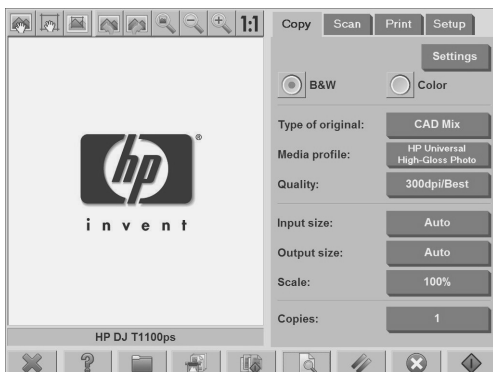 1:1
Copy
Scan
Print
Setup
Settings
B&W
Color
Type of original:
CAD Mix
Media profile:
HP Universal
High-Gloss Photo
Quality:
300dpi/Best
Input size:
Auto
Output size:
Auto
Scale:
100%
Copies:
1
hp
®
invent
HP DJ T1100ps
?